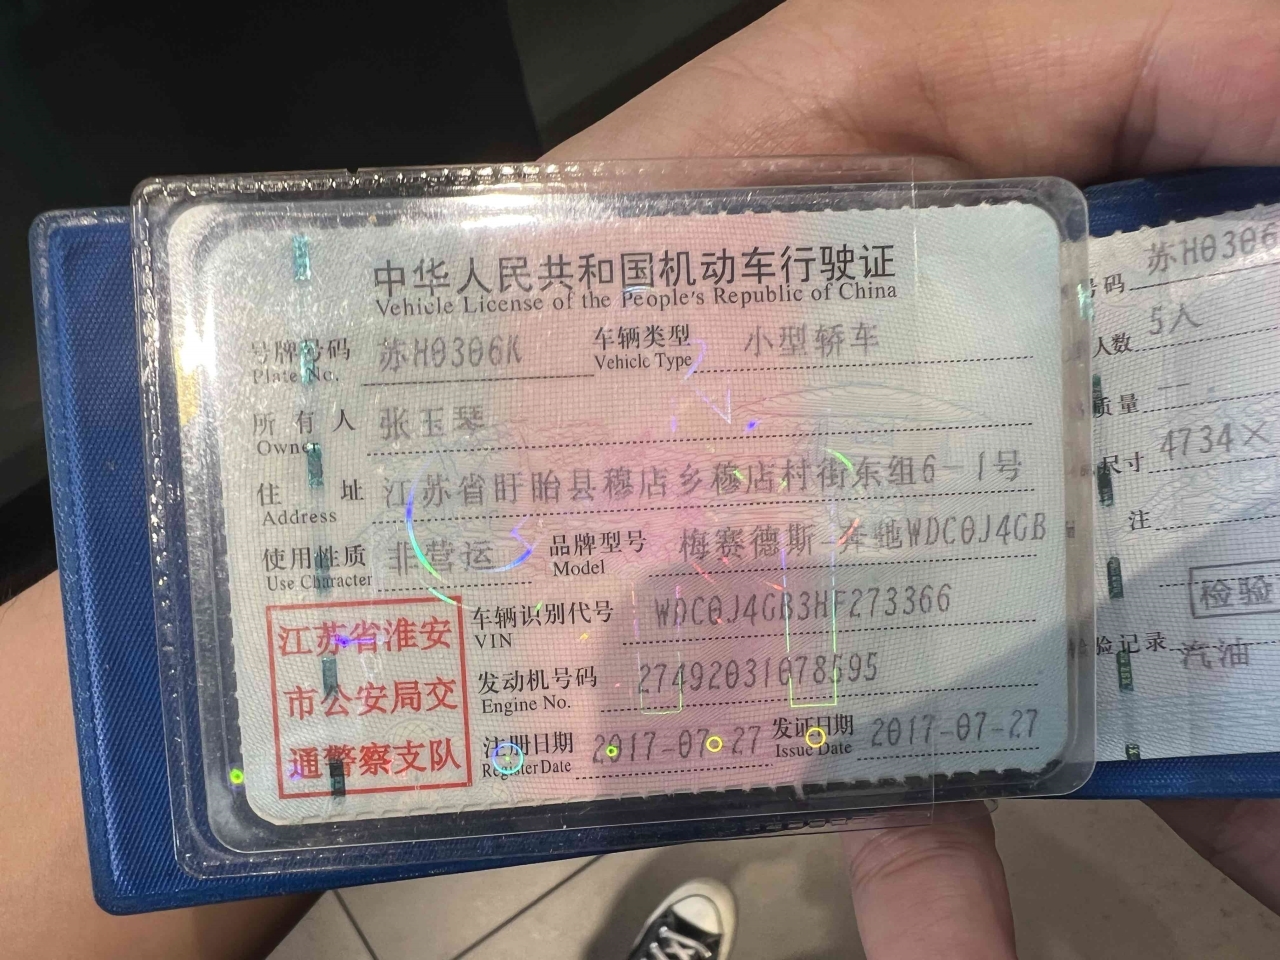 中华人民共和国机动车行驶证
Vehicle License of the People's Republic of China
号牌号码 苏H0306K 车辆类型 小型轿车
Plate No. Vehicle Type
所有人 张玉琴
Owner
住址 江苏省盱眙县穆店乡穆店村街东组6-1号
Address
使用性质 非营运 品牌型号 梅赛德斯-奔驰WDC0J4GB
Use Character Model
江苏省淮安
市公安局交
通警察支队
车辆识别代号 WDC0J4GB3HF273366
VIN
发动机号码 27492031078595
Engine No.
注册日期 2017-07-27 发证日期 2017-07-27
Register Date Issue Date
号码 苏H0306
人数 5人
质量 --
尺寸 4734×
注
检验
验记录 汽油